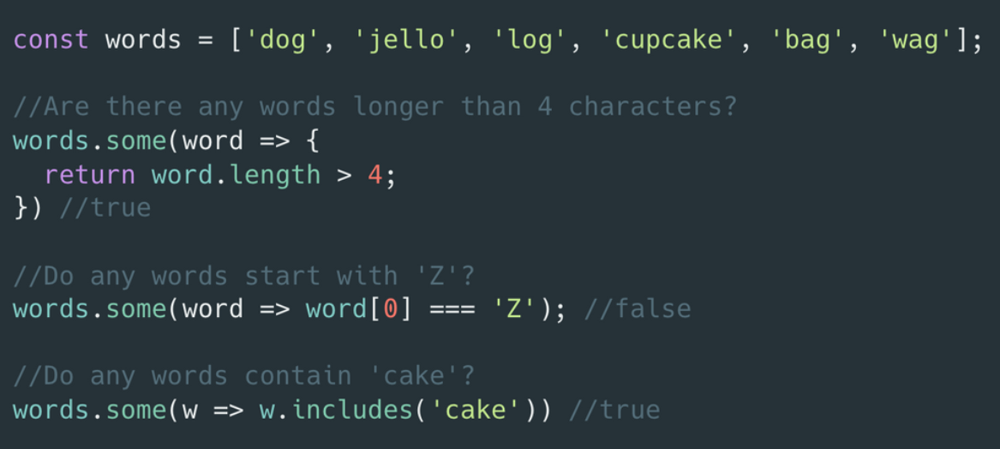 const words = ['dog', 'jello', 'log', 'cupcake', 'bag', 'wag'];
//Are there any words longer than 4 characters?
words.some(word => {
  return word.length > 4;
}) //true
//Do any words start with 'Z'?
words.some(word => word[0] === 'Z'); //false
//Do any words contain 'cake'?
words.some(w => w.includes('cake')) //true